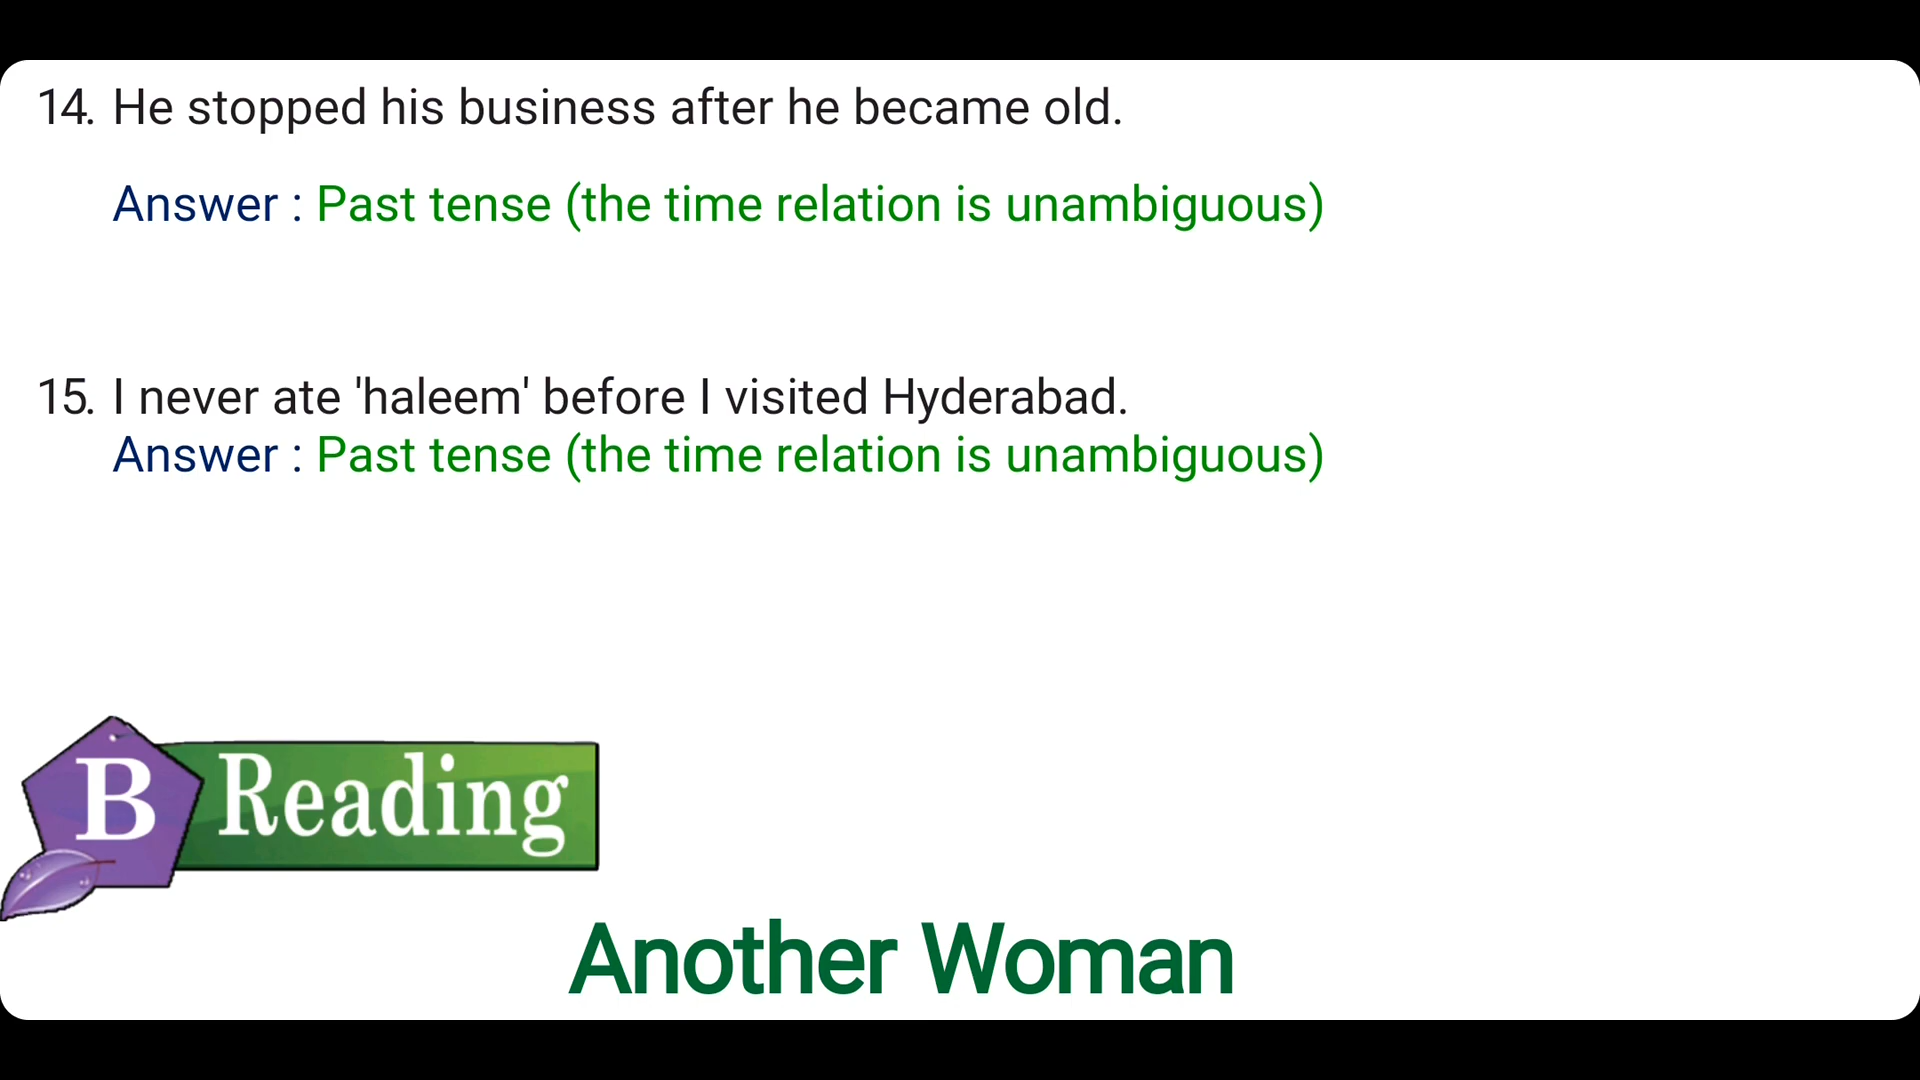 14. He stopped his business after he became old.
Answer : Past tense (the time relation is unambiguous)
15. I never ate 'haleem' before I visited Hyderabad.
Answer : Past tense (the time relation is unambiguous)
B Reading
Another Woman